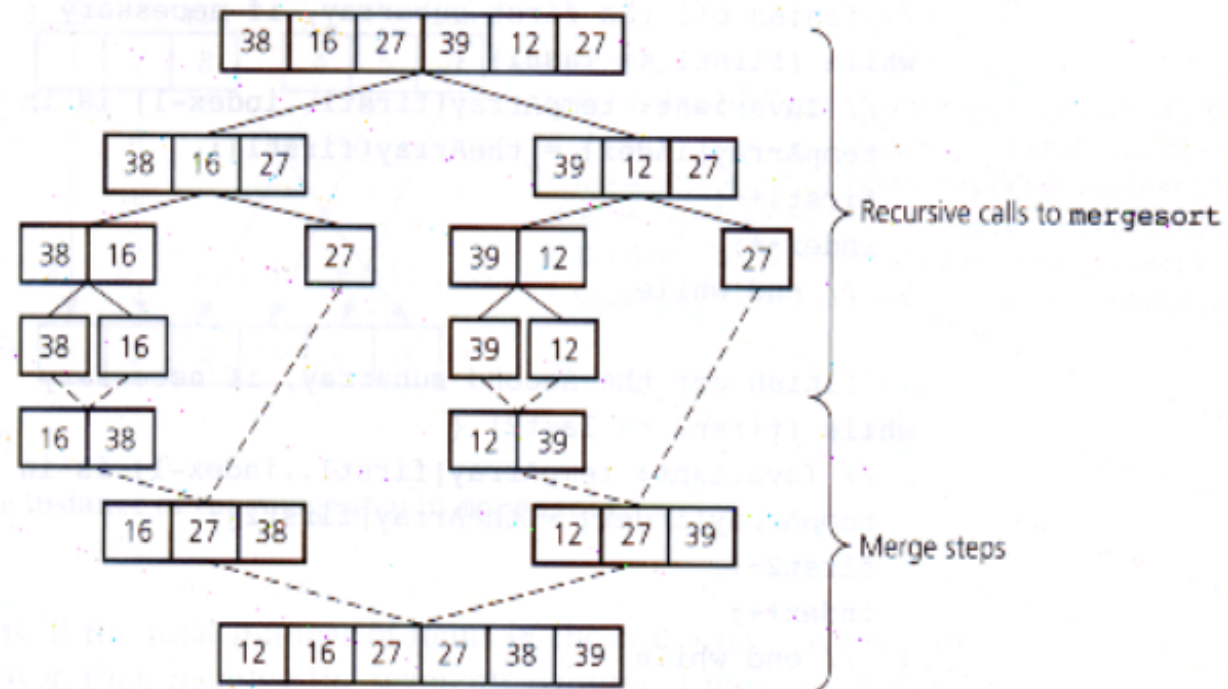 38 16 27 39 12 27
38 16 27 39 12 27
Recursive calls to mergesort
38 16 27 39 12 27
38 16 39 12
16 38 12 39
16 27 38 12 27 39
Merge steps
12 16 27 27 38 39